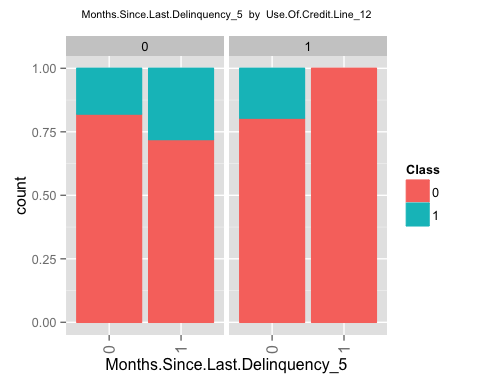 Months.Since.Last.Delinquency_5 by Use.Of.Credit.Line_12
0 1
1.00
0.75
0.50
0.25
0.00
count
0 1 0 1
Months.Since.Last.Delinquency_5
Class
0
1